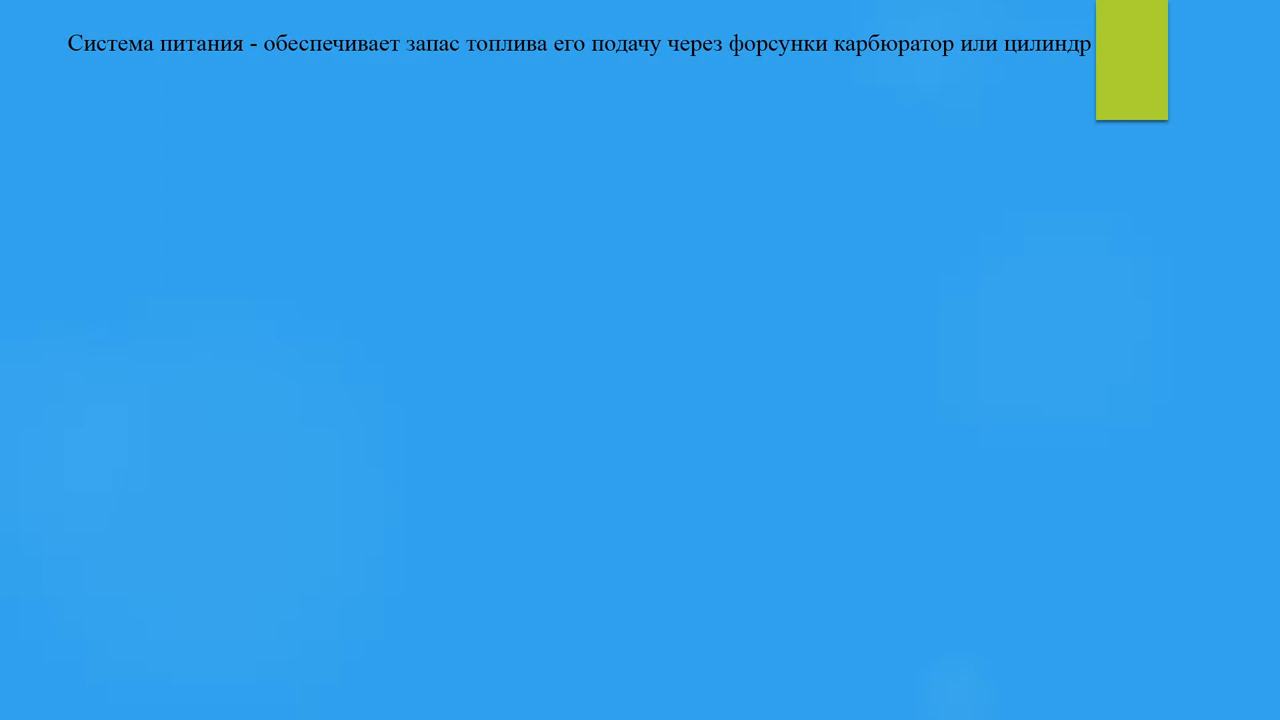 Система питания - обеспечивает запас топлива его подачу через форсунки карбюратор или цилиндр